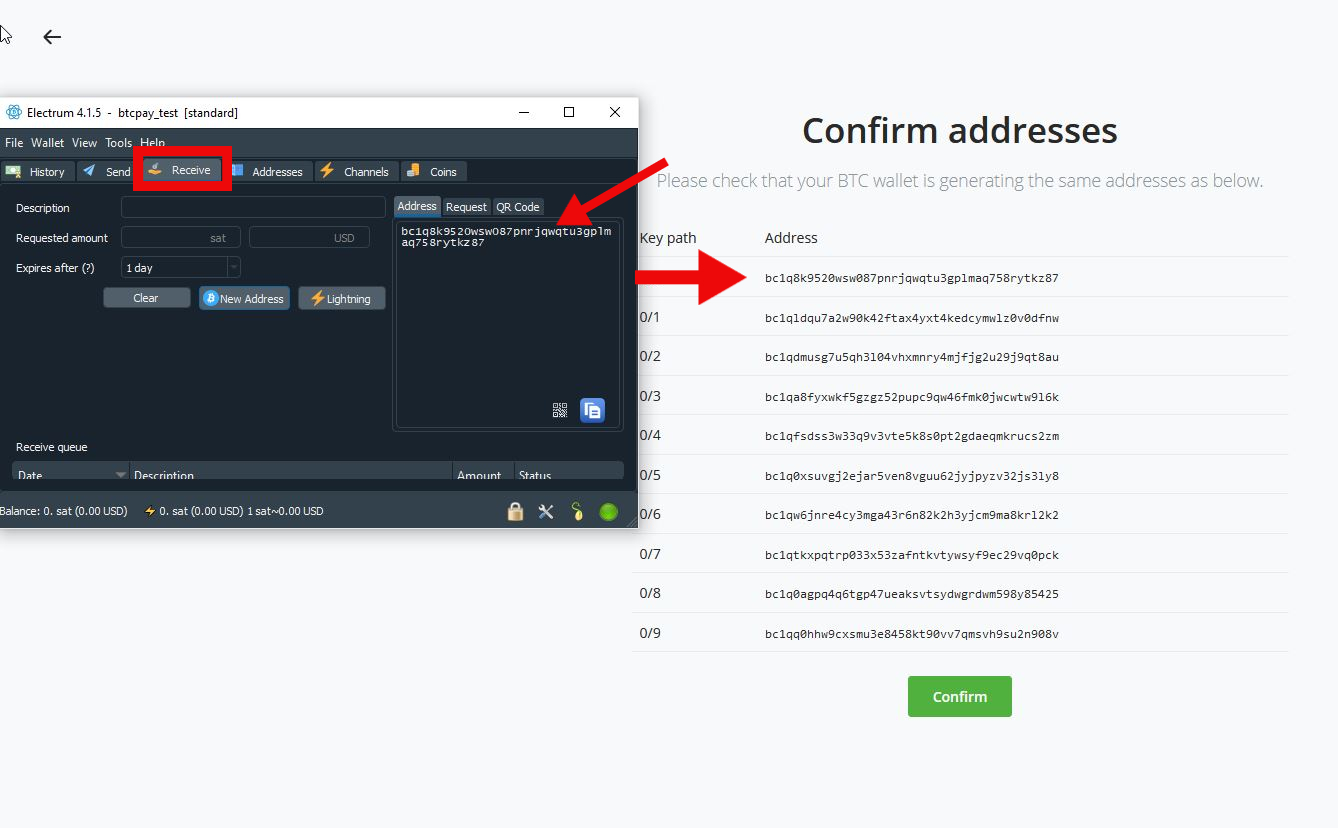 Electrum 4.1.5 - btcpay_test [standard]
File Wallet View Tools Help
History Send Receive Addresses Channels Coins
Description
Requested amount sat USD
Expires after (?) 1 day
Clear New Address Lightning
Address Request QR Code
bc1q8k9520wsw087pnrjqwqtu3gplm
aq758rytkz87
Receive queue
Date Description Amount Status
Balance: 0. sat (0.00 USD) 0. sat (0.00 USD) 1 sat~0.00 USD
Confirm addresses
Please check that your BTC wallet is generating the same addresses as below.
Key path Address
bc1q8k9520wsw087pnrjqwqtu3gplmaq758rytkz87
0/1 bc1qldqu7a2w90k42ftax4yxt4kedcymwlz0v0dfnw
0/2 bc1qdmusg7u5qh3l04vhxmnry4mjfjg2u29j9qt8au
0/3 bc1qa8fyxwkf5gzgz52pupc9qw46fmk0jwcwtw9l6k
0/4 bc1qfsdss3w33q9v3vte5k8s0pt2gdaeqmkrucs2zm
0/5 bc1q0xsuvgj2ejar5ven8vguu62jyjpyzv32js3ly8
0/6 bc1qw6jnre4cy3mga43r6n82k2h3yjcm9ma8krl2k2
0/7 bc1qtkxpqtrp033x53zafntkvtywsyf9ec29vq0pck
0/8 bc1q0agpq4q6tgp47ueaksvtsydwgrdwm598y85425
0/9 bc1qq0hhw9cxsmu3e8458kt90vv7qmsvh9su2n908v
Confirm